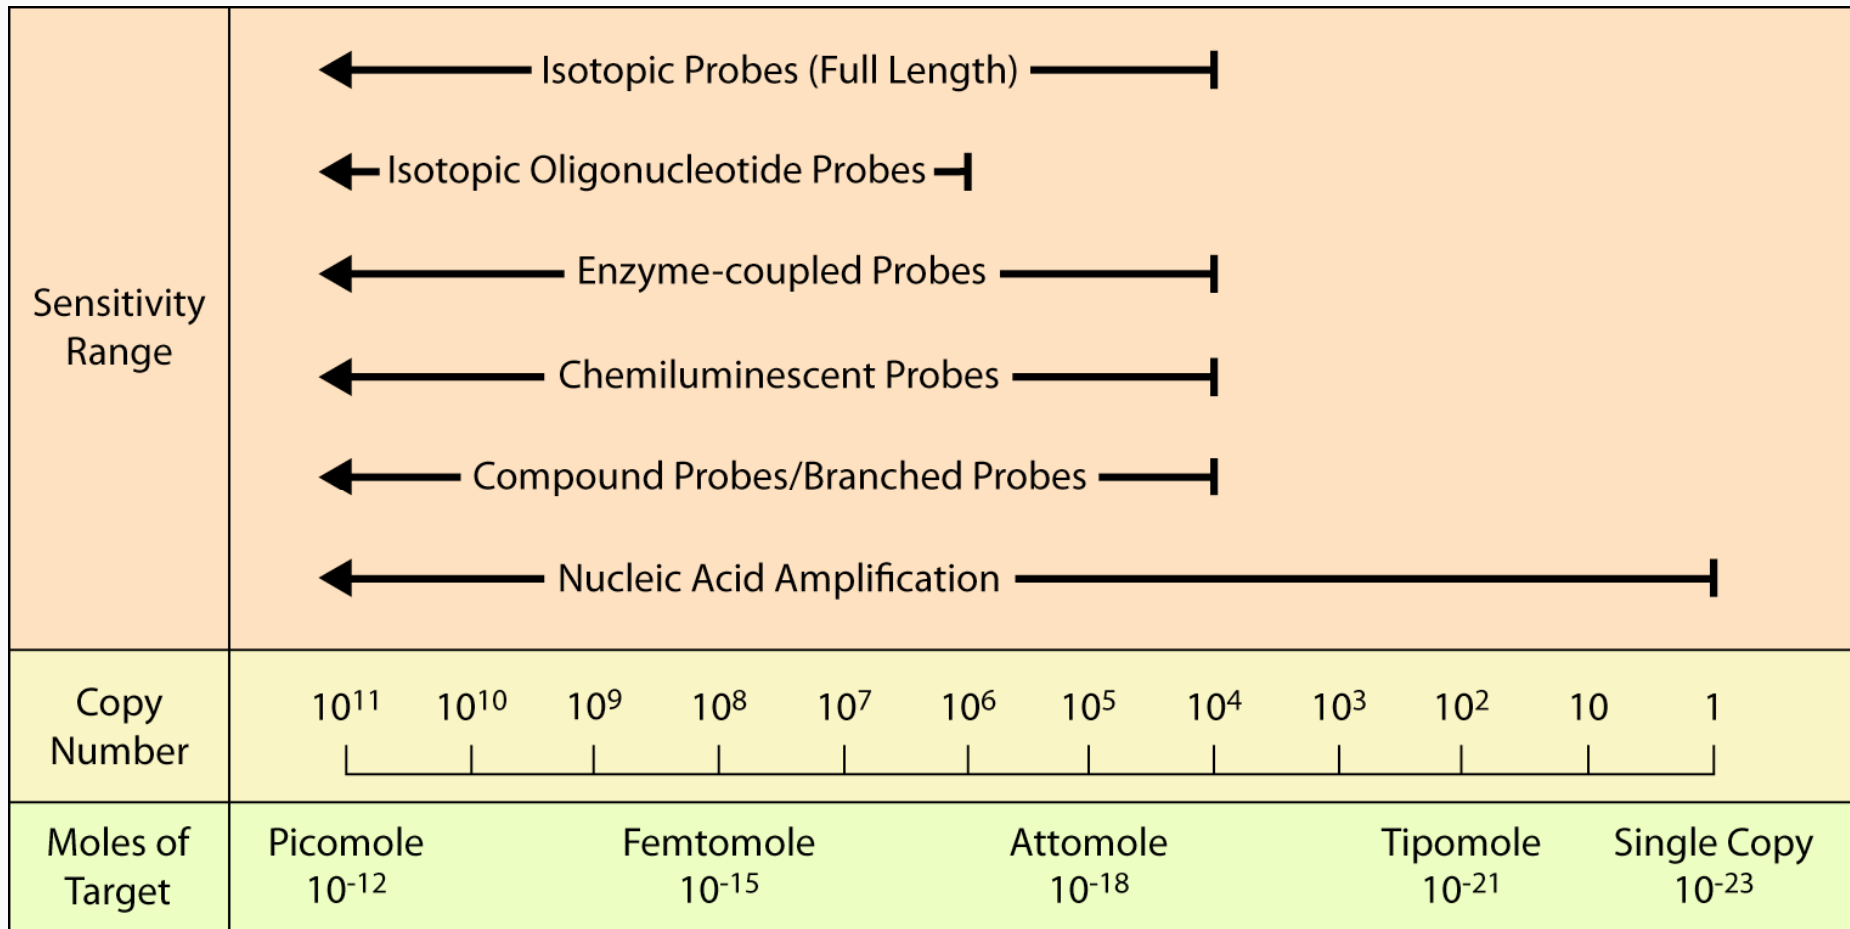 Sensitivity
Range
Isotopic Probes (Full Length)
Isotopic Oligonucleotide Probes
Enzyme-coupled Probes
Chemiluminescent Probes
Compound Probes/Branched Probes
Nucleic Acid Amplification
Copy
Number
10¹¹ 10¹⁰ 10⁹ 10⁸ 10⁷ 10⁶ 10⁵ 10⁴ 10³ 10² 10 1
Moles of
Target
Picomole Femtomole Attomole Tipomole Single Copy
10⁻¹² 10⁻¹⁵ 10⁻¹⁸ 10⁻²¹ 10⁻²³